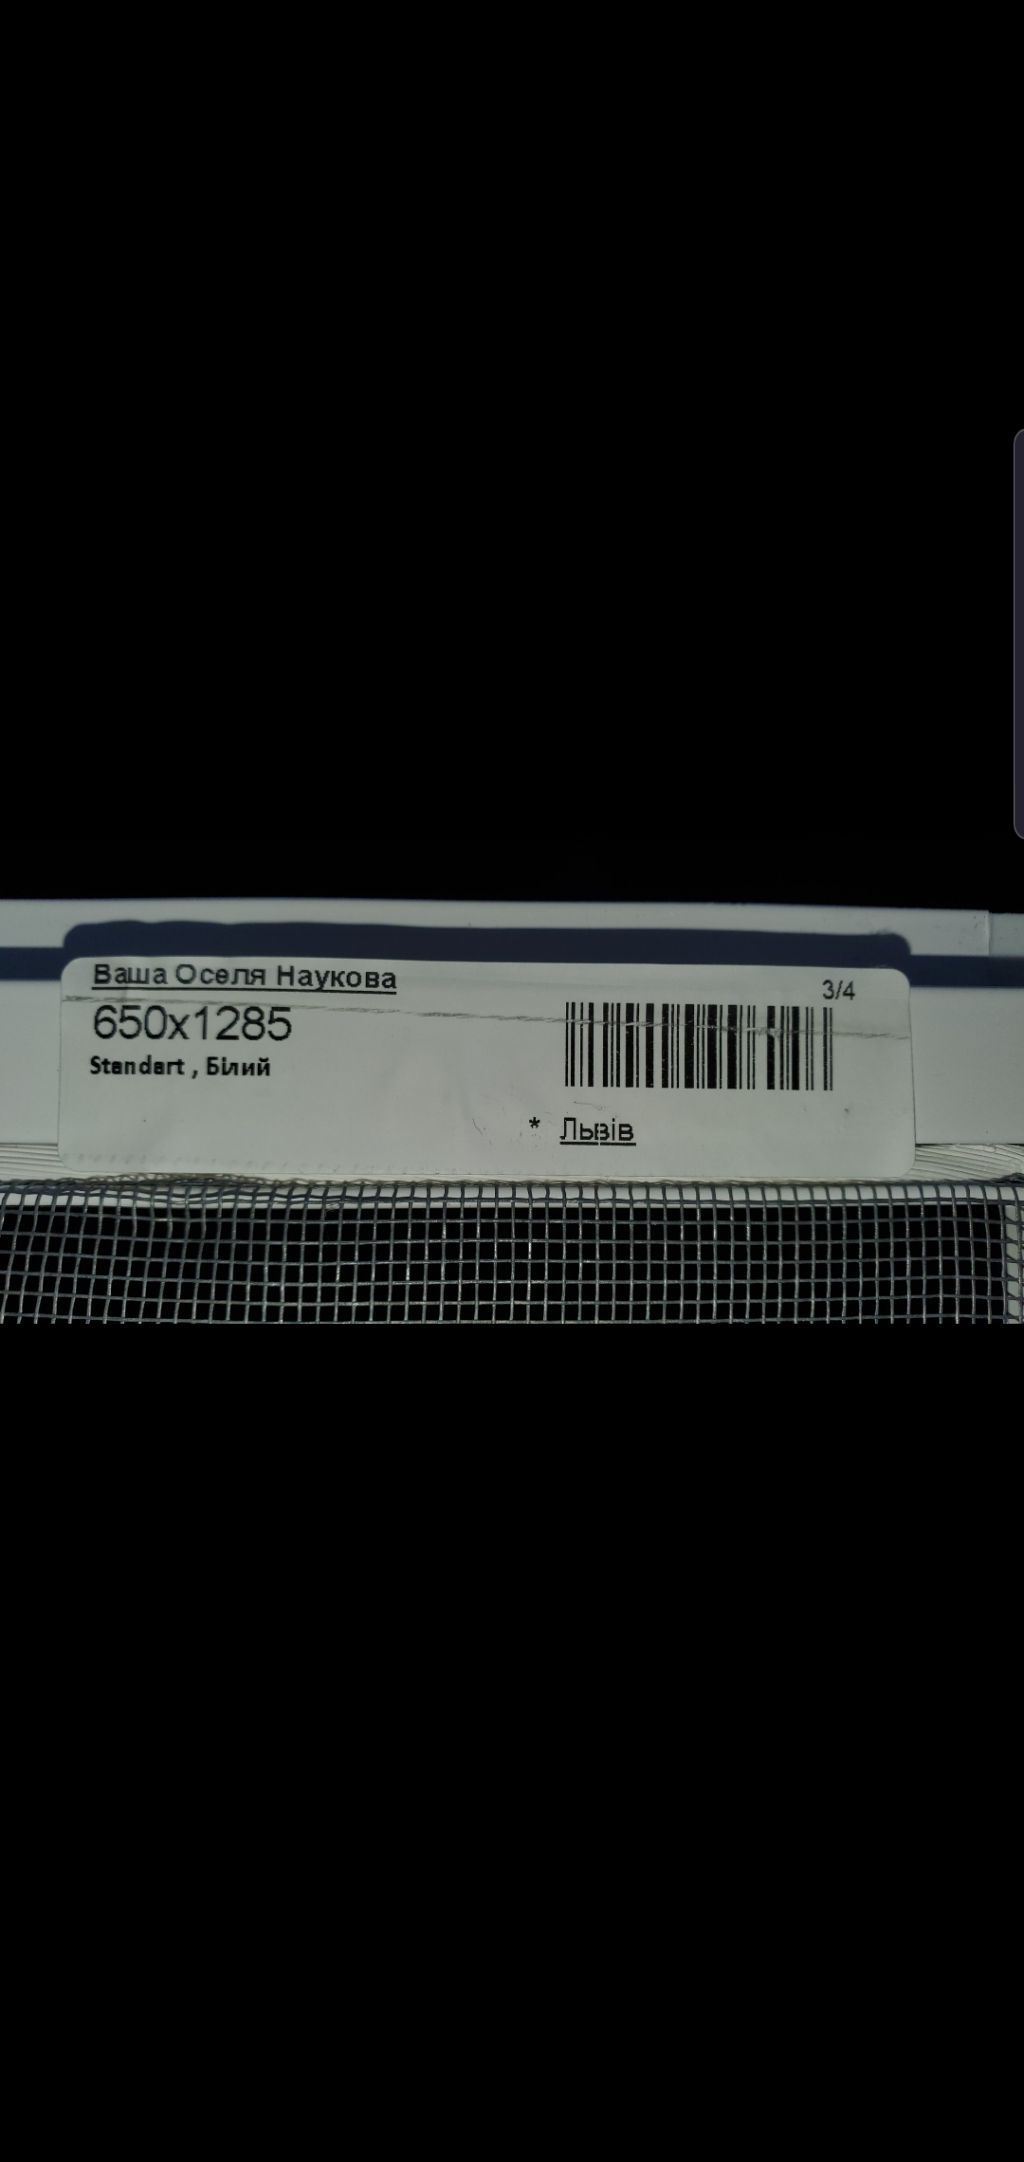 Ваша Оселя Наукова
3/4
650x1285
Standart , Білий
* Львів